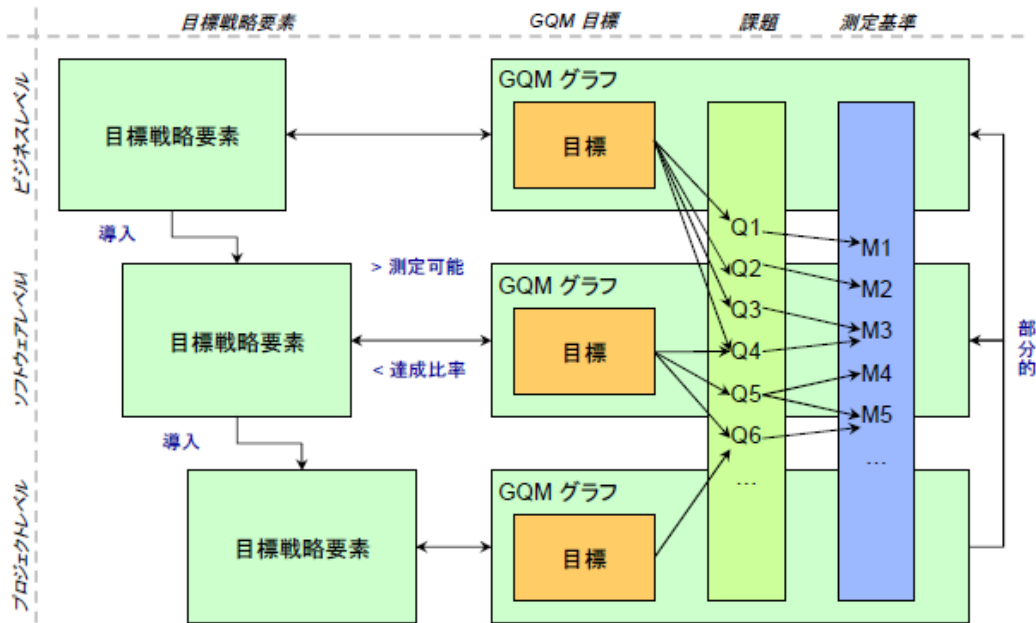 目標戦略要素
GQM 目標
課題
測定基準
ビジネスレベル
目標戦略要素
GQM グラフ
目標
導入
Q1
M1
> 測定可能
Q2
M2
ソフトウェアレベル
目標戦略要素
GQM グラフ
目標
Q3
M3
Q4
< 達成比率
M4
Q5
M5
Q6
部分的
導入
…
…
プロジェクトレベル
目標戦略要素
GQM グラフ
目標